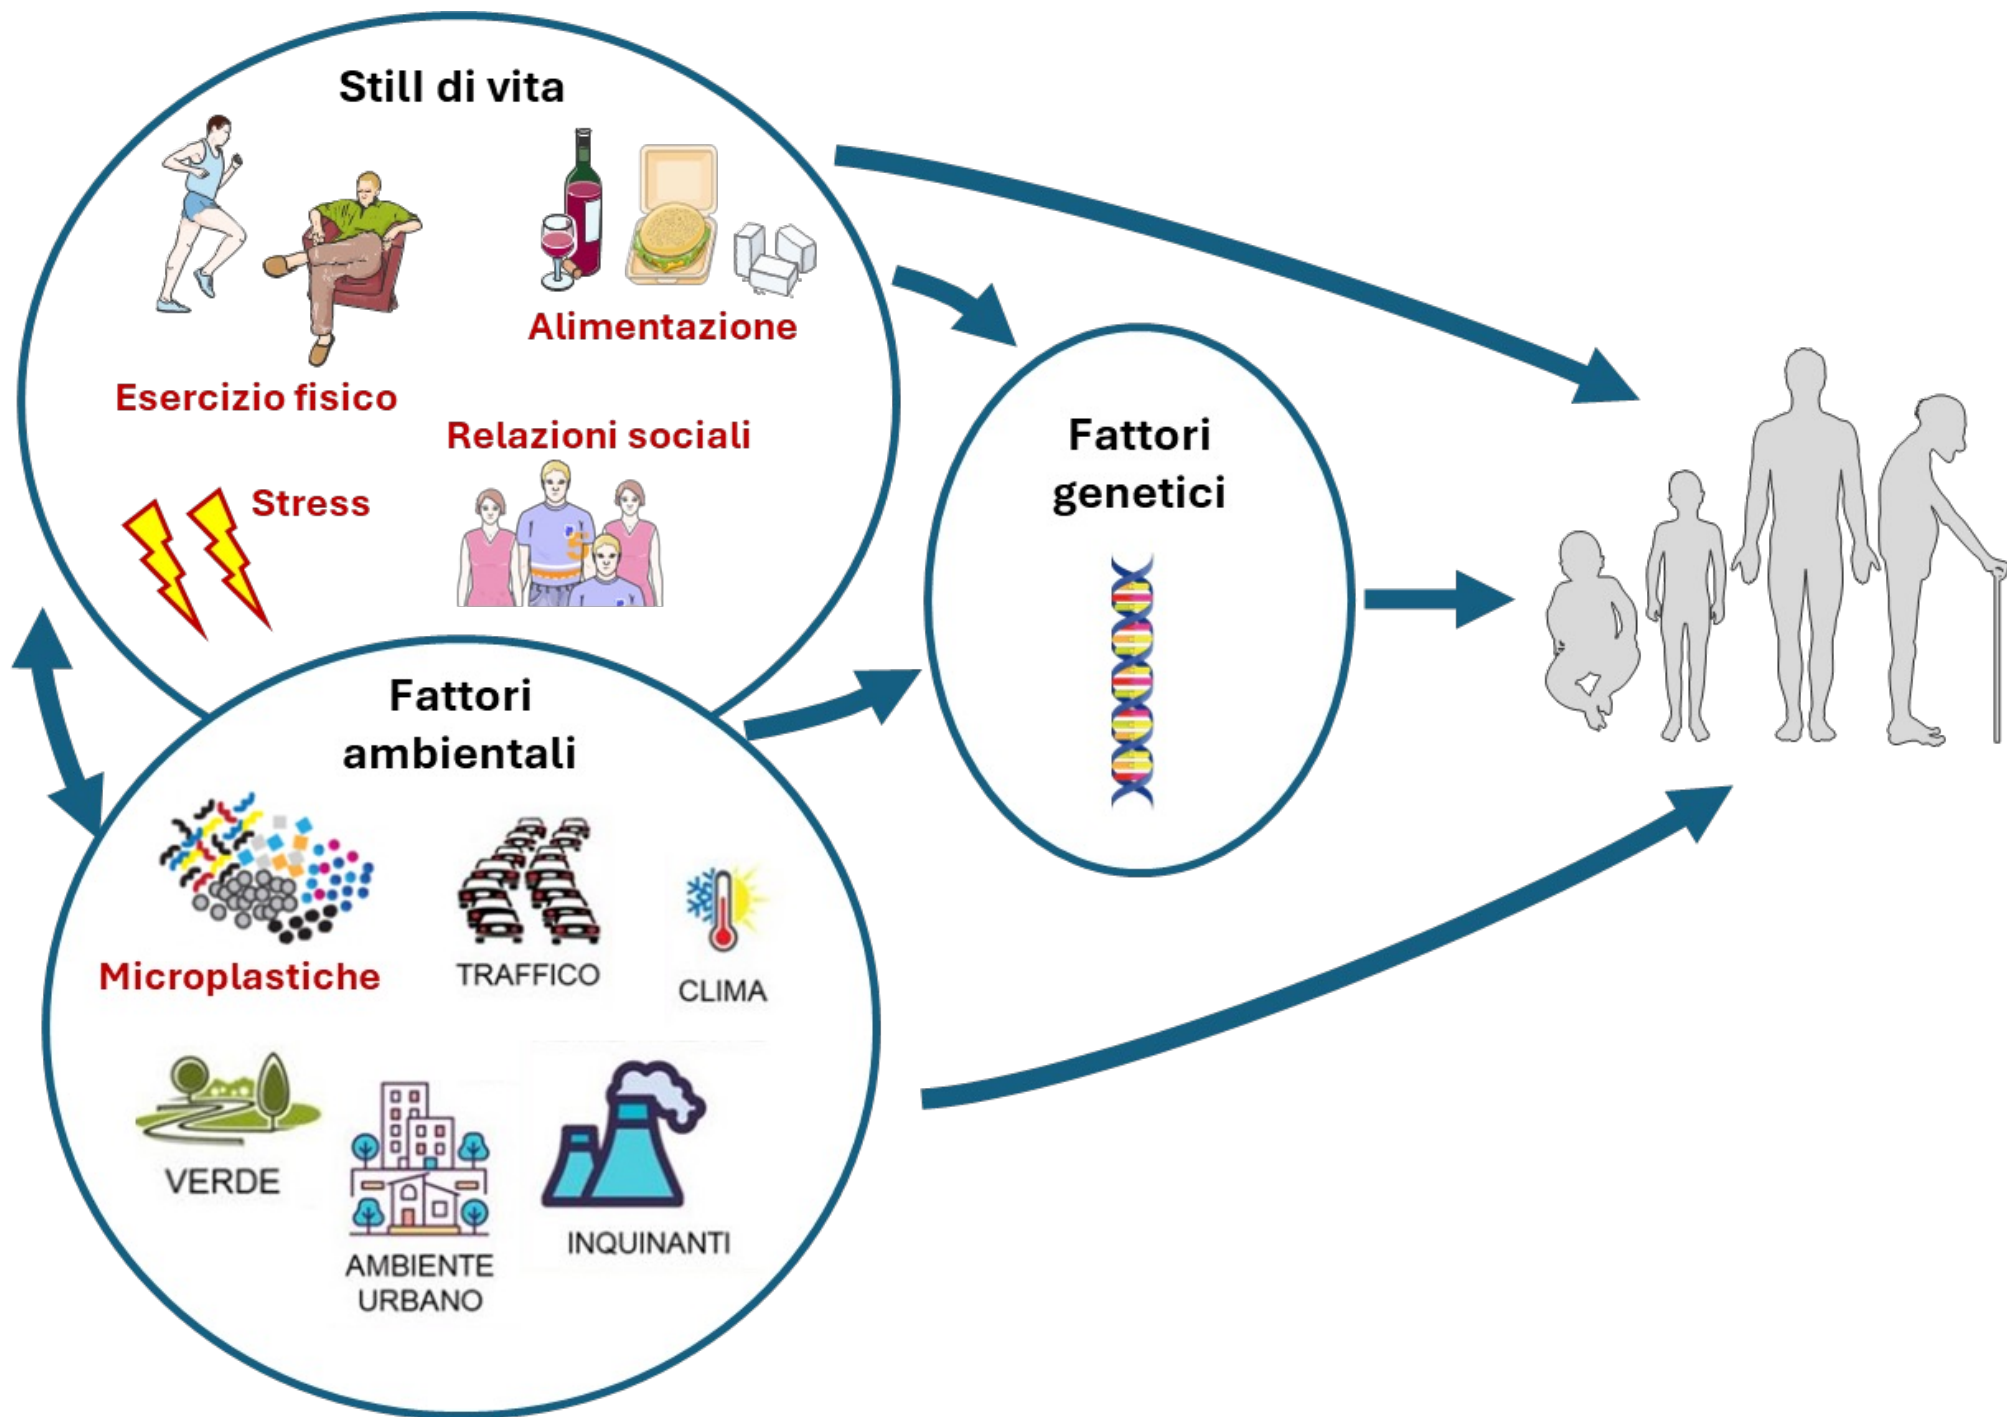 Still di vita
Alimentazione
Esercizio fisico
Relazioni sociali
Stress
Fattori
genetici
Fattori
ambientali
Microplastiche
TRAFFICO
CLIMA
VERDE
AMBIENTE
URBANO
INQUINANTI